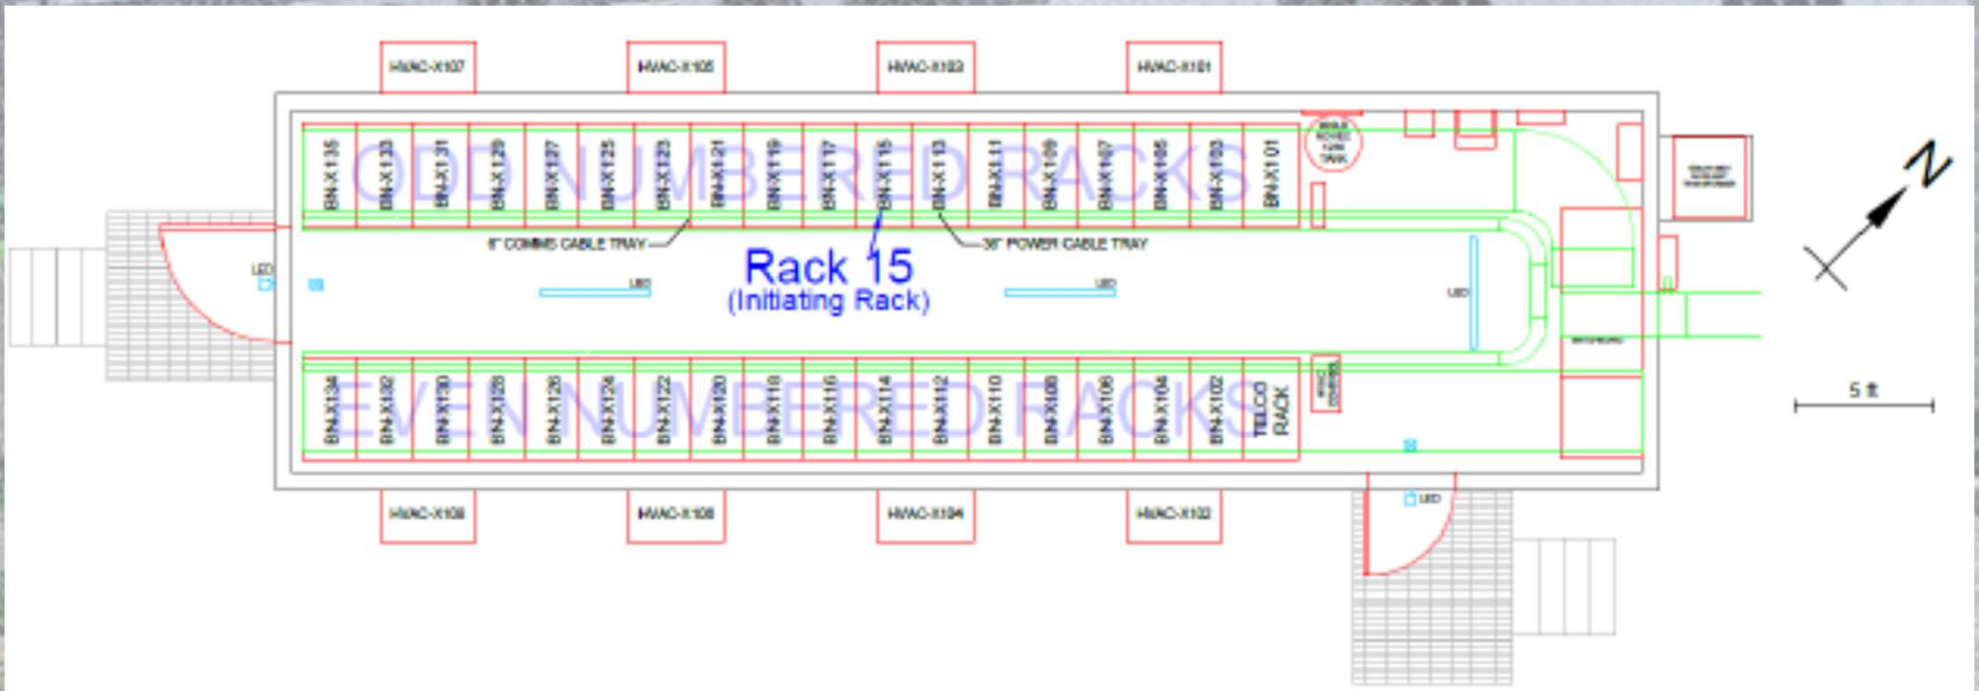 HVAC-X107
HVAC-X105
HVAC-X103
HVAC-X101
ODD NUMBERED RACKS
BN-X135
BN-X133
BN-X131
BN-X129
BN-X127
BN-X125
BN-X123
BN-X121
BN-X119
BN-X117
BN-X115
BN-X113
BN-X111
BN-X109
BN-X107
BN-X105
BN-X103
BN-X101
TANK
N
6" COMMS CABLE TRAY
36" POWER CABLE TRAY
Rack 15
(Initiating Rack)
LED
LED
LED
LED
5 ft
EVEN NUMBERED RACKS
BN-X134
BN-X132
BN-X130
BN-X128
BN-X126
BN-X124
BN-X122
BN-X120
BN-X118
BN-X116
BN-X114
BN-X112
BN-X110
BN-X108
BN-X106
BN-X104
BN-X102
TELCO
RACK
HVAC
CONTROL
LED
HVAC-X108
HVAC-X106
HVAC-X104
HVAC-X102